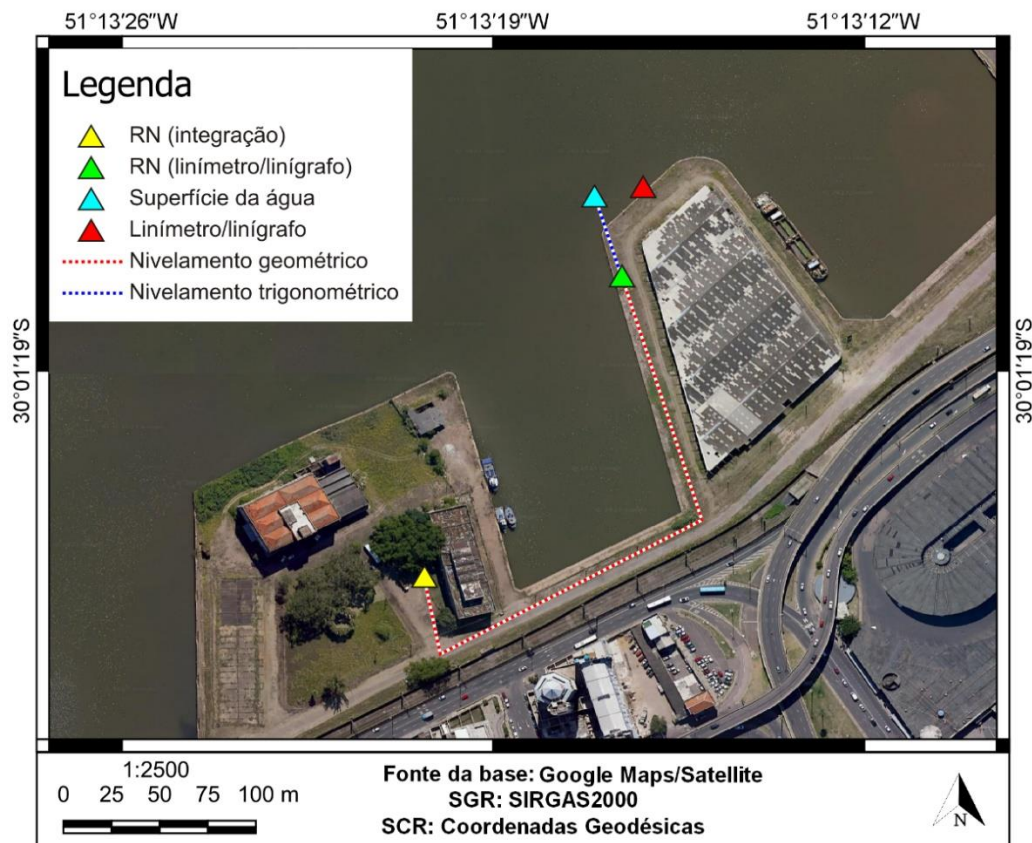 51°13′26″W 51°13′19″W 51°13′12″W
Legenda
RN (integração)
RN (linímetro/linígrafo)
Superfície da água
Linímetro/linígrafo
Nivelamento geométrico
Nivelamento trigonométrico
30°01′19″S
30°01′19″S
1:2500
0 25 50 75 100 m
Fonte da base: Google Maps/Satellite
SGR: SIRGAS2000
SCR: Coordenadas Geodésicas
N